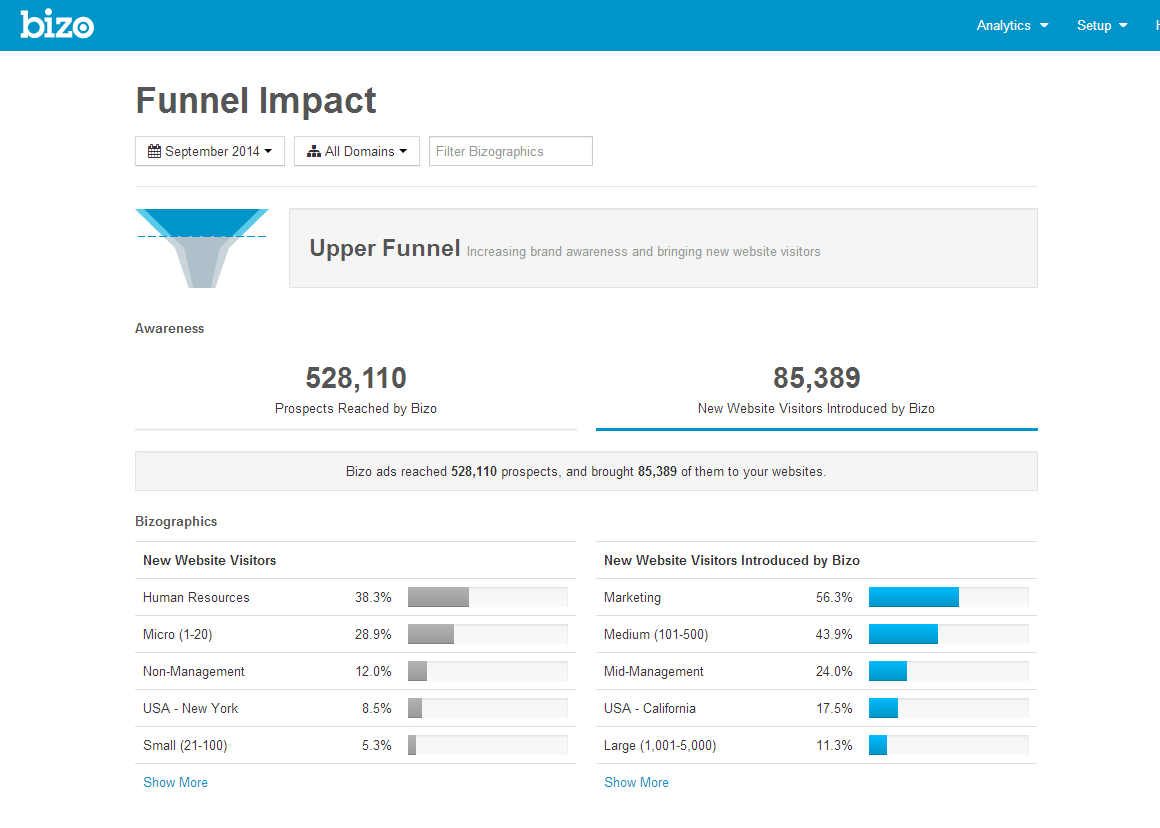 bizo
Analytics
Setup
Funnel Impact
September 2014
All Domains
Filter Bizographics
Upper Funnel Increasing brand awareness and bringing new website visitors
Awareness
528,110
Prospects Reached by Bizo
85,389
New Website Visitors Introduced by Bizo
Bizo ads reached 528,110 prospects, and brought 85,389 of them to your websites.
Bizographics
New Website Visitors
Human Resources 38.3%
Micro (1-20) 28.9%
Non-Management 12.0%
USA - New York 8.5%
Small (21-100) 5.3%
Show More
New Website Visitors Introduced by Bizo
Marketing 56.3%
Medium (101-500) 43.9%
Mid-Management 24.0%
USA - California 17.5%
Large (1,001-5,000) 11.3%
Show More